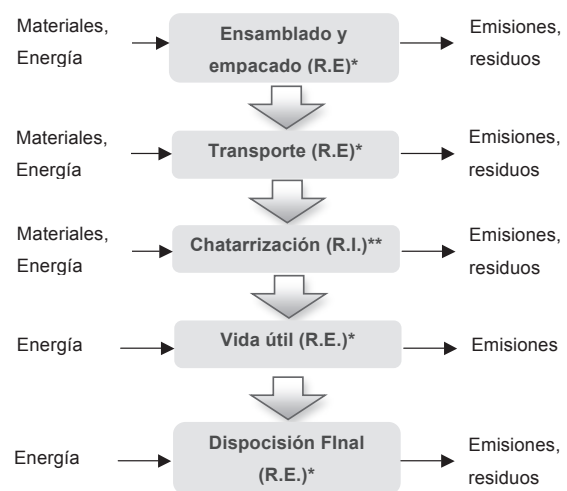 Materiales,
Energía
Ensamblado y
empacado (R.E)*
Emisiones,
residuos
Materiales,
Energía
Transporte (R.E)*
Emisiones,
residuos
Materiales,
Energía
Chatarrización (R.I.)**
Emisiones,
residuos
Energía
Vida útil (R.E.)*
Emisiones
Energía
Dispocisión FInal
(R.E.)*
Emisiones,
residuos